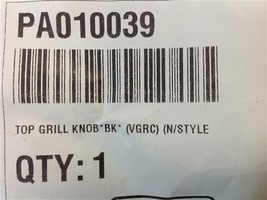 PA010039
TOP GRILL KNOB*BK* (VGRC) (N/STYLE
QTY: 1